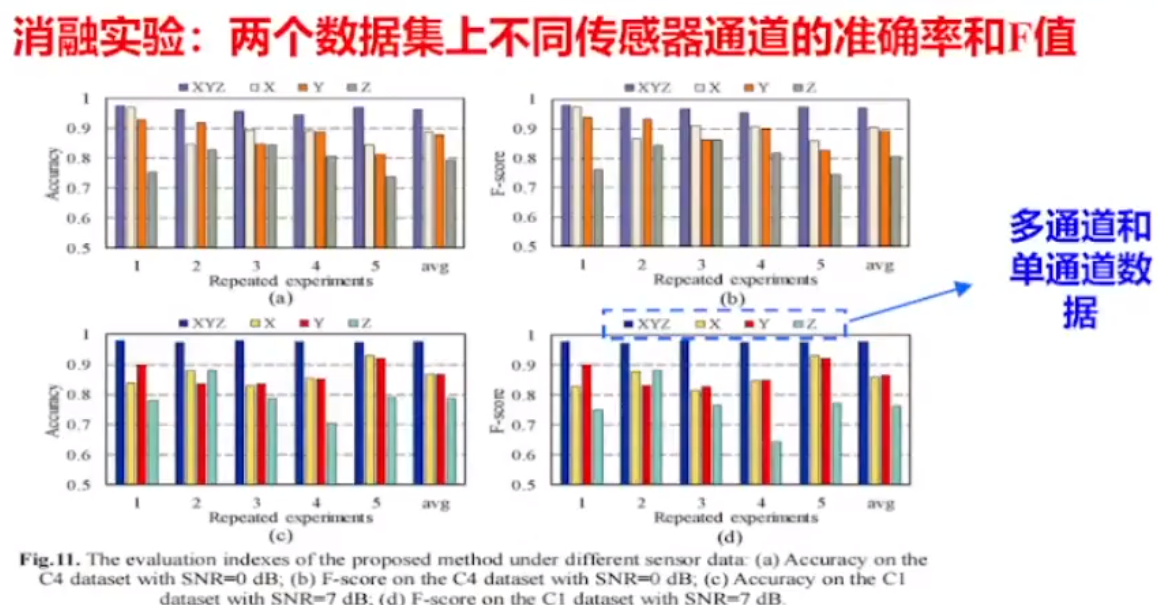 消融实验：两个数据集上不同传感器通道的准确率和F值
XYZ X Y Z
1
0.9
0.8
0.7
0.6
0.5
Accuracy
1 2 3 4 5 avg
Repeated experiments
(a)
XYZ X Y Z
1
0.9
0.8
0.7
0.6
0.5
F-score
1 2 3 4 5 avg
Repeated experiments
(b)
多通道和
单通道数
据
XYZ X Y Z
1
0.9
0.8
0.7
0.6
0.5
Accuracy
1 2 3 4 5 avg
Repeated experiments
(c)
XYZ X Y Z
1
0.9
0.8
0.7
0.6
0.5
F-score
1 2 3 4 5 avg
Repeated experiments
(d)
Fig.11. The evaluation indexes of the proposed method under different sensor data: (a) Accuracy on the
C4 dataset with SNR=0 dB; (b) F-score on the C4 dataset with SNR=0 dB; (c) Accuracy on the C1
dataset with SNR=7 dB; (d) F-score on the C1 dataset with SNR=7 dB.